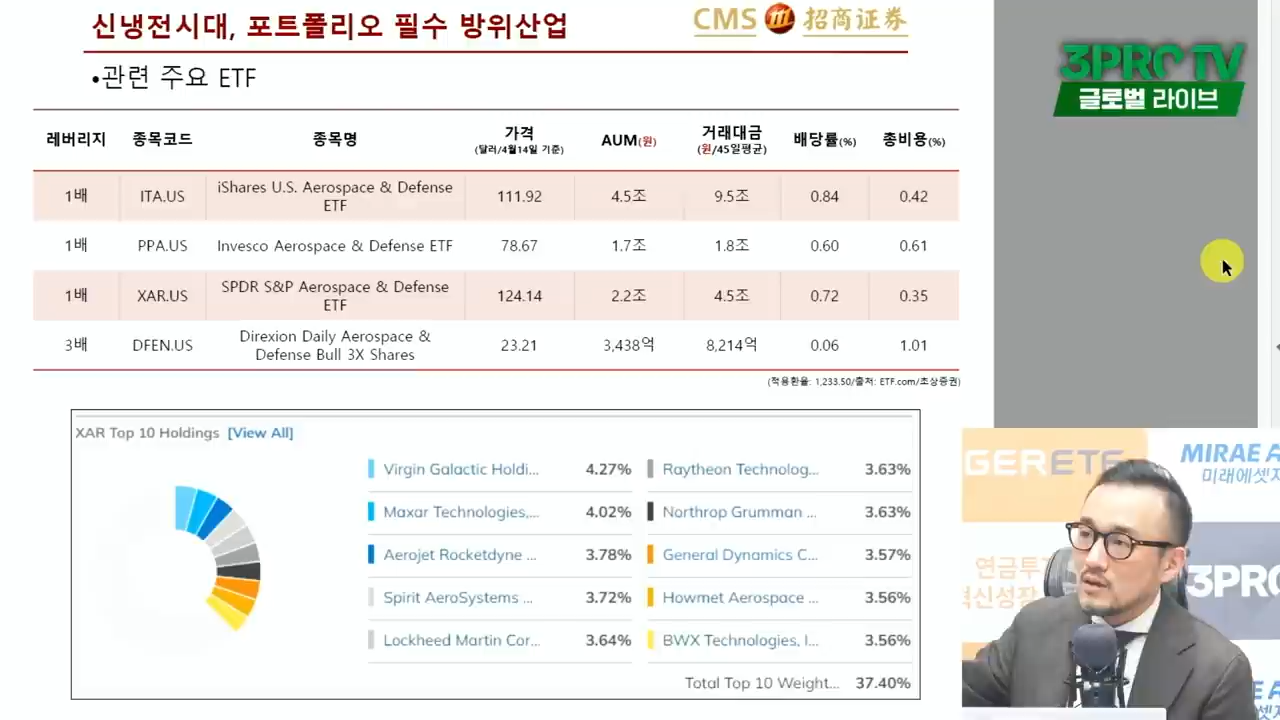 신냉전시대, 포트폴리오 필수 방위산업
CMS 招商证券
3PRO TV
글로벌 라이브
•관련 주요 ETF
레버리지 종목코드 종목명 가격 AUM(원) 거래대금 배당률(%) 총비용(%)
(달러/4월14일 기준) (원/45일평균)
1배 ITA.US iShares U.S. Aerospace & Defense ETF 111.92 4.5조 9.5조 0.84 0.42
1배 PPA.US Invesco Aerospace & Defense ETF 78.67 1.7조 1.8조 0.60 0.61
1배 XAR.US SPDR S&P Aerospace & Defense ETF 124.14 2.2조 4.5조 0.72 0.35
3배 DFEN.US Direxion Daily Aerospace & Defense Bull 3X Shares 23.21 3,438억 8,214억 0.06 1.01
(적용환율: 1,233.50/출처: ETF.com/초상증권)
XAR Top 10 Holdings [View All]
Virgin Galactic Holdi... 4.27% Raytheon Technolog... 3.63%
Maxar Technologies,... 4.02% Northrop Grumman ... 3.63%
Aerojet Rocketdyne ... 3.78% General Dynamics C... 3.57%
Spirit AeroSystems ... 3.72% Howmet Aerospace ... 3.56%
Lockheed Martin Cor... 3.64% BWX Technologies, I... 3.56%
Total Top 10 Weight... 37.40%
GERETE
MIRAE A
미래에셋자
연금투
혁신성장
3PRO